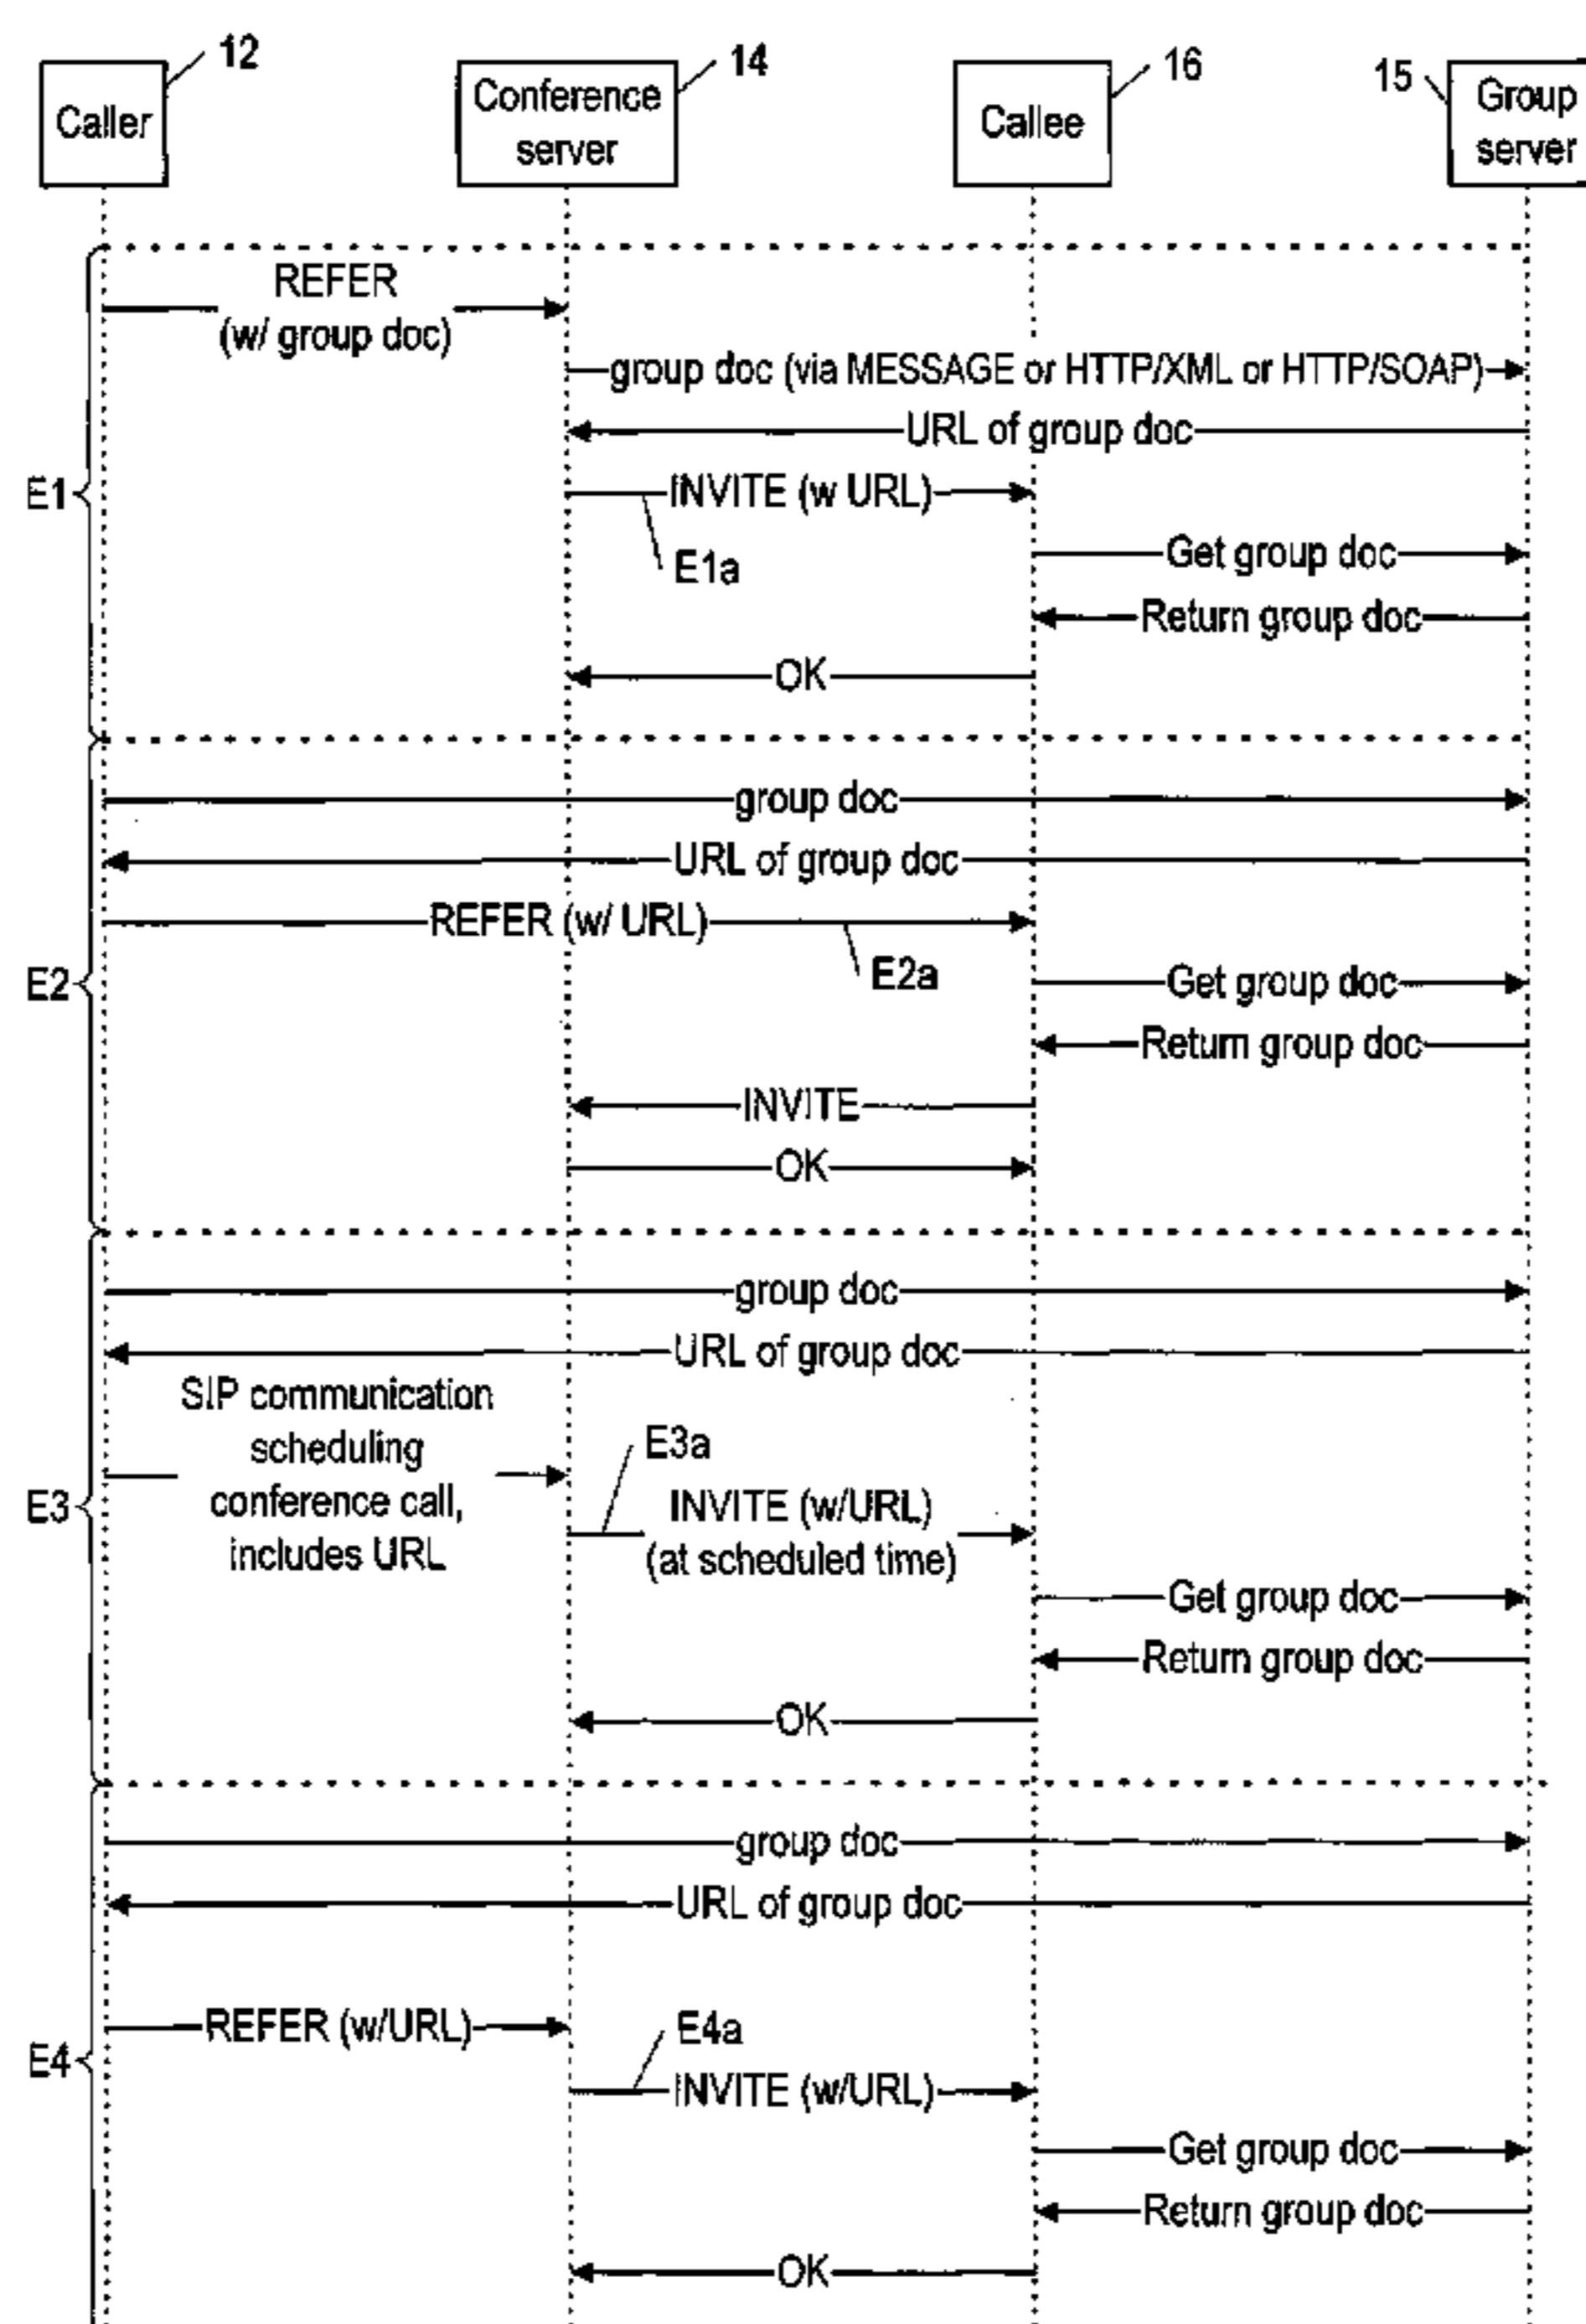 12
14
16
15
Caller
Conference
server
Callee
Group
server
REFER
(w/ group doc)
group doc (via MESSAGE or HTTP/XML or HTTP/SOAP)
URL of group doc
E1
INVITE (w URL)
E1a
Get group doc
Return group doc
OK
group doc
URL of group doc
REFER (w/ URL)
E2a
E2
Get group doc
Return group doc
INVITE
OK
group doc
URL of group doc
SIP communication
scheduling
conference call,
includes URL
E3a
E3
INVITE (w/URL)
(at scheduled time)
Get group doc
Return group doc
OK
group doc
URL of group doc
REFER (w/URL)
E4a
E4
INVITE (w/URL)
Get group doc
Return group doc
OK